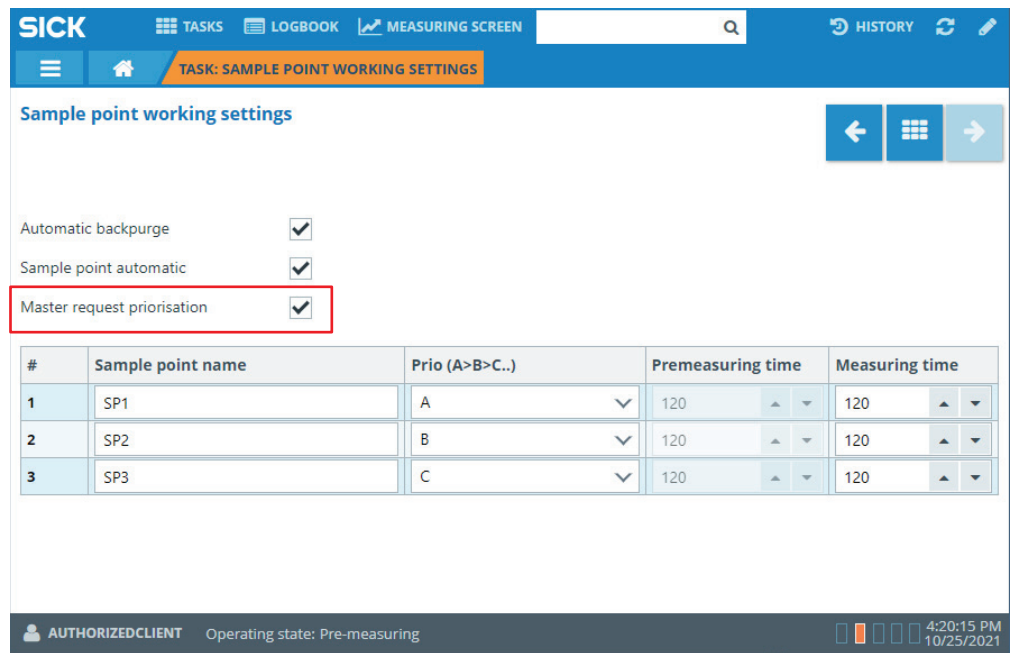 SICK TASKS LOGBOOK MEASURING SCREEN HISTORY
TASK: SAMPLE POINT WORKING SETTINGS
Sample point working settings
Automatic backpurge
Sample point automatic
Master request priorisation
# Sample point name Prio (A>B>C..) Premeasuring time Measuring time
1 SP1 A 120 120
2 SP2 B 120 120
3 SP3 C 120 120
AUTHORIZEDCLIENT Operating state: Pre-measuring 4:20:15 PM
10/25/2021